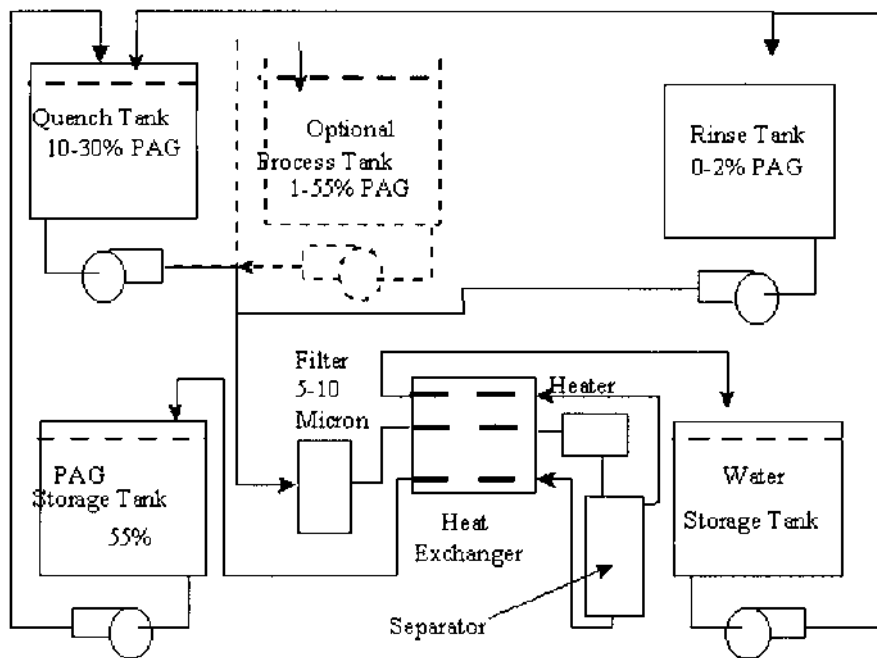 Quench Tank
10-30% PAG
Optional
Process Tank
1-55% PAG
Rinse Tank
0-2% PAG
Filter
5-10
Micron
Heater
PAG
Storage Tank
55%
Heat
Exchanger
Water
Storage Tank
Separator